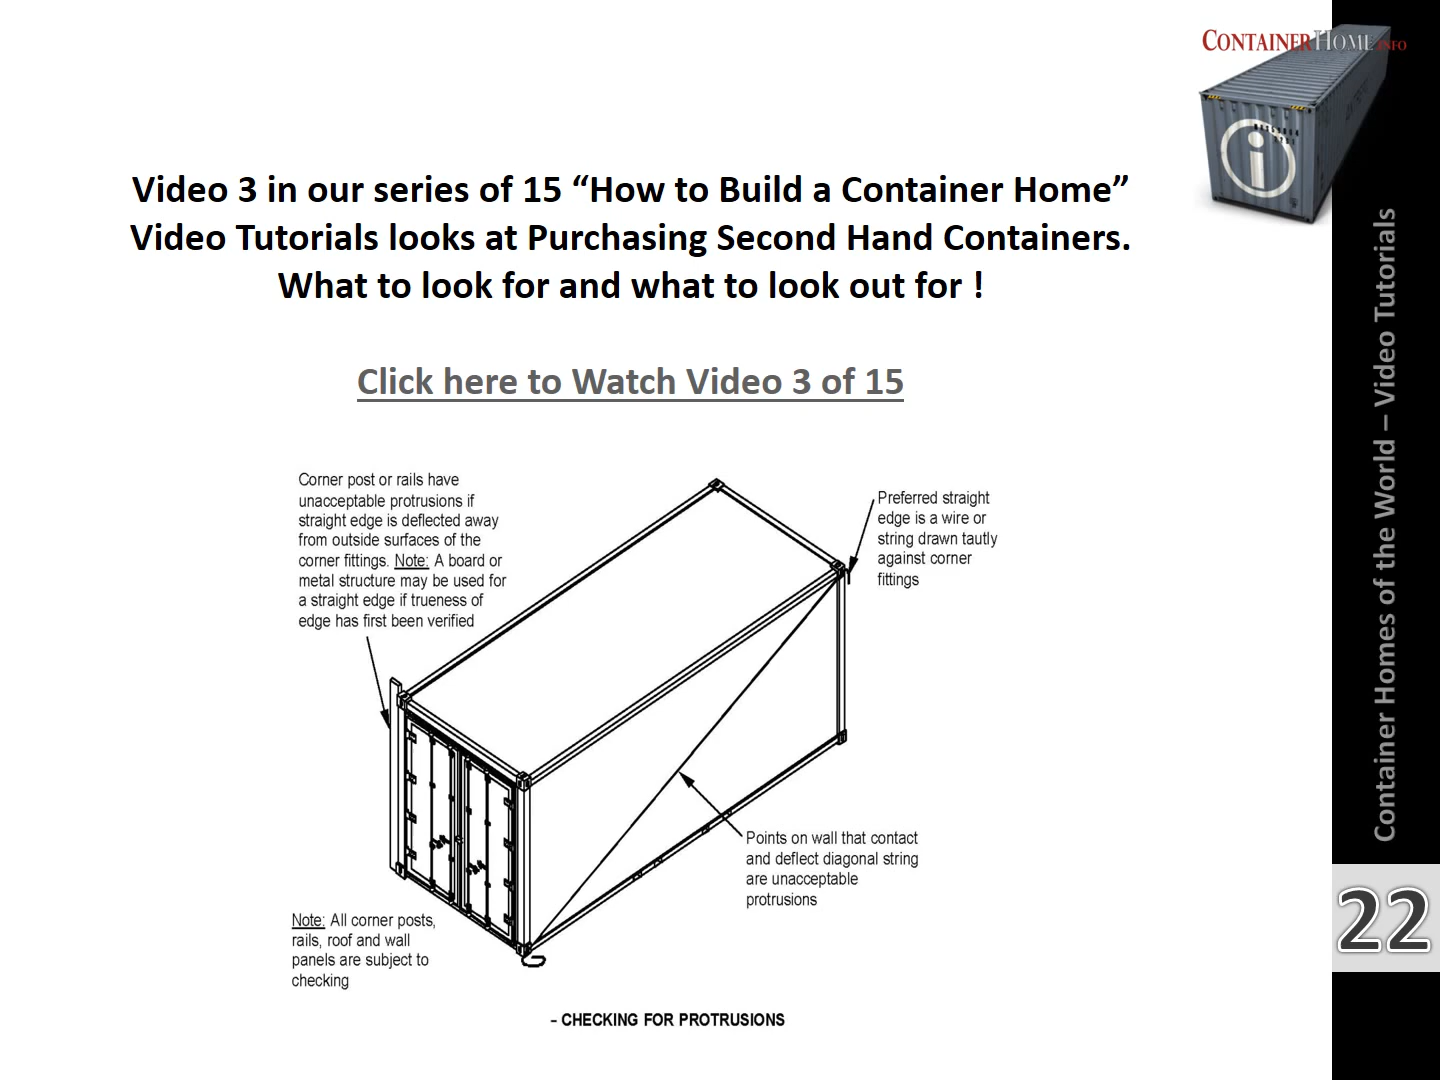 CONTAINERHOME.INFO
Video 3 in our series of 15 “How to Build a Container Home”
Video Tutorials looks at Purchasing Second Hand Containers.
What to look for and what to look out for !
Click here to Watch Video 3 of 15
Corner post or rails have
unacceptable protrusions if
straight edge is deflected away
from outside surfaces of the
corner fittings. Note: A board or
metal structure may be used for
a straight edge if trueness of
edge has first been verified
Preferred straight
edge is a wire or
string drawn tautly
against corner
fittings
Points on wall that contact
and deflect diagonal string
are unacceptable
protrusions
Note: All corner posts,
rails, roof and wall
panels are subject to
checking
- CHECKING FOR PROTRUSIONS
Container Homes of the World – Video Tutorials
22